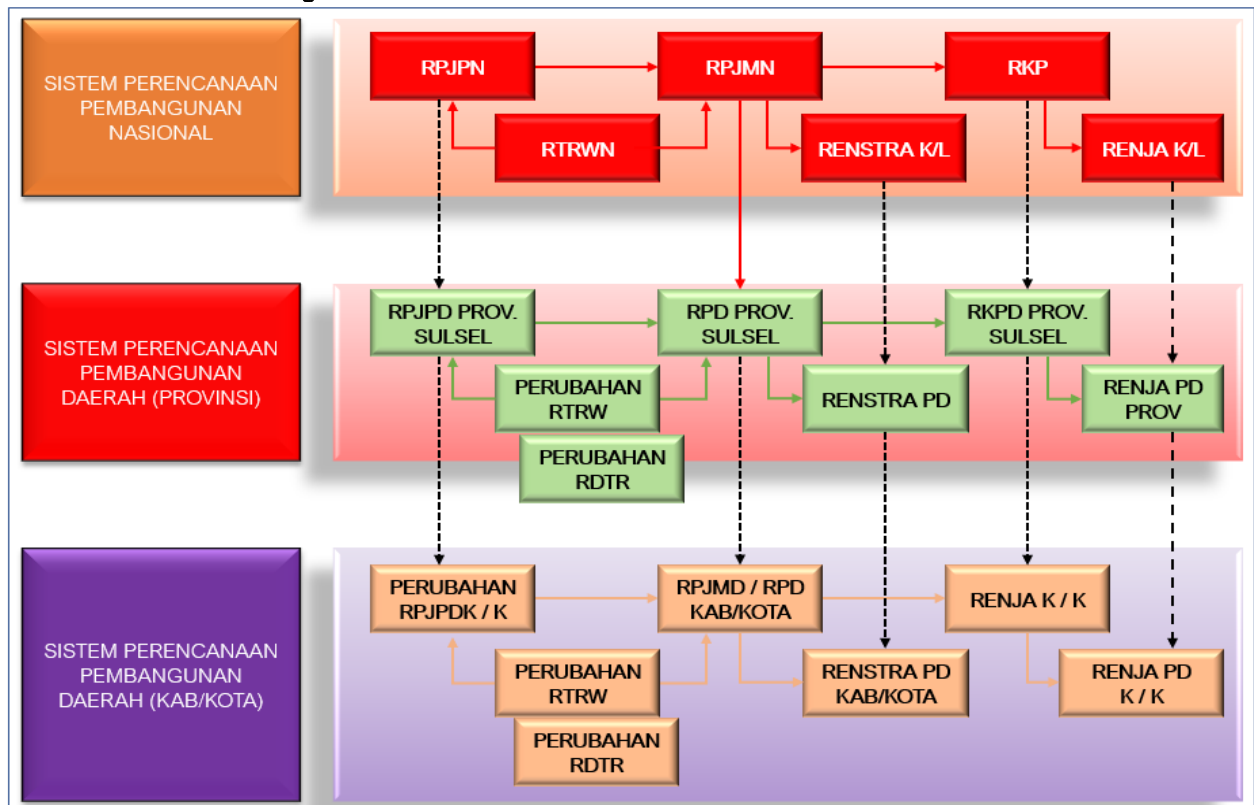 SISTEM PERENCANAAN
PEMBANGUNAN
NASIONAL
RPJPN
RPJMN
RKP
RTRWN
RENSTRA K/L
RENJA K/L
SISTEM PERENCANAAN
PEMBANGUNAN
DAERAH (PROVINSI)
RPJPD PROV.
SULSEL
RPD PROV.
SULSEL
RKPD PROV.
SULSEL
PERUBAHAN
RTRW
RENSTRA PD
RENJA PD
PROV
PERUBAHAN
RDTR
SISTEM PERENCANAAN
PEMBANGUNAN
DAERAH (KAB/KOTA)
PERUBAHAN
RPJPDK / K
RPJMD / RPD
KAB/KOTA
RENJA K / K
PERUBAHAN
RTRW
RENSTRA PD
KAB/KOTA
RENJA PD
K / K
PERUBAHAN
RDTR